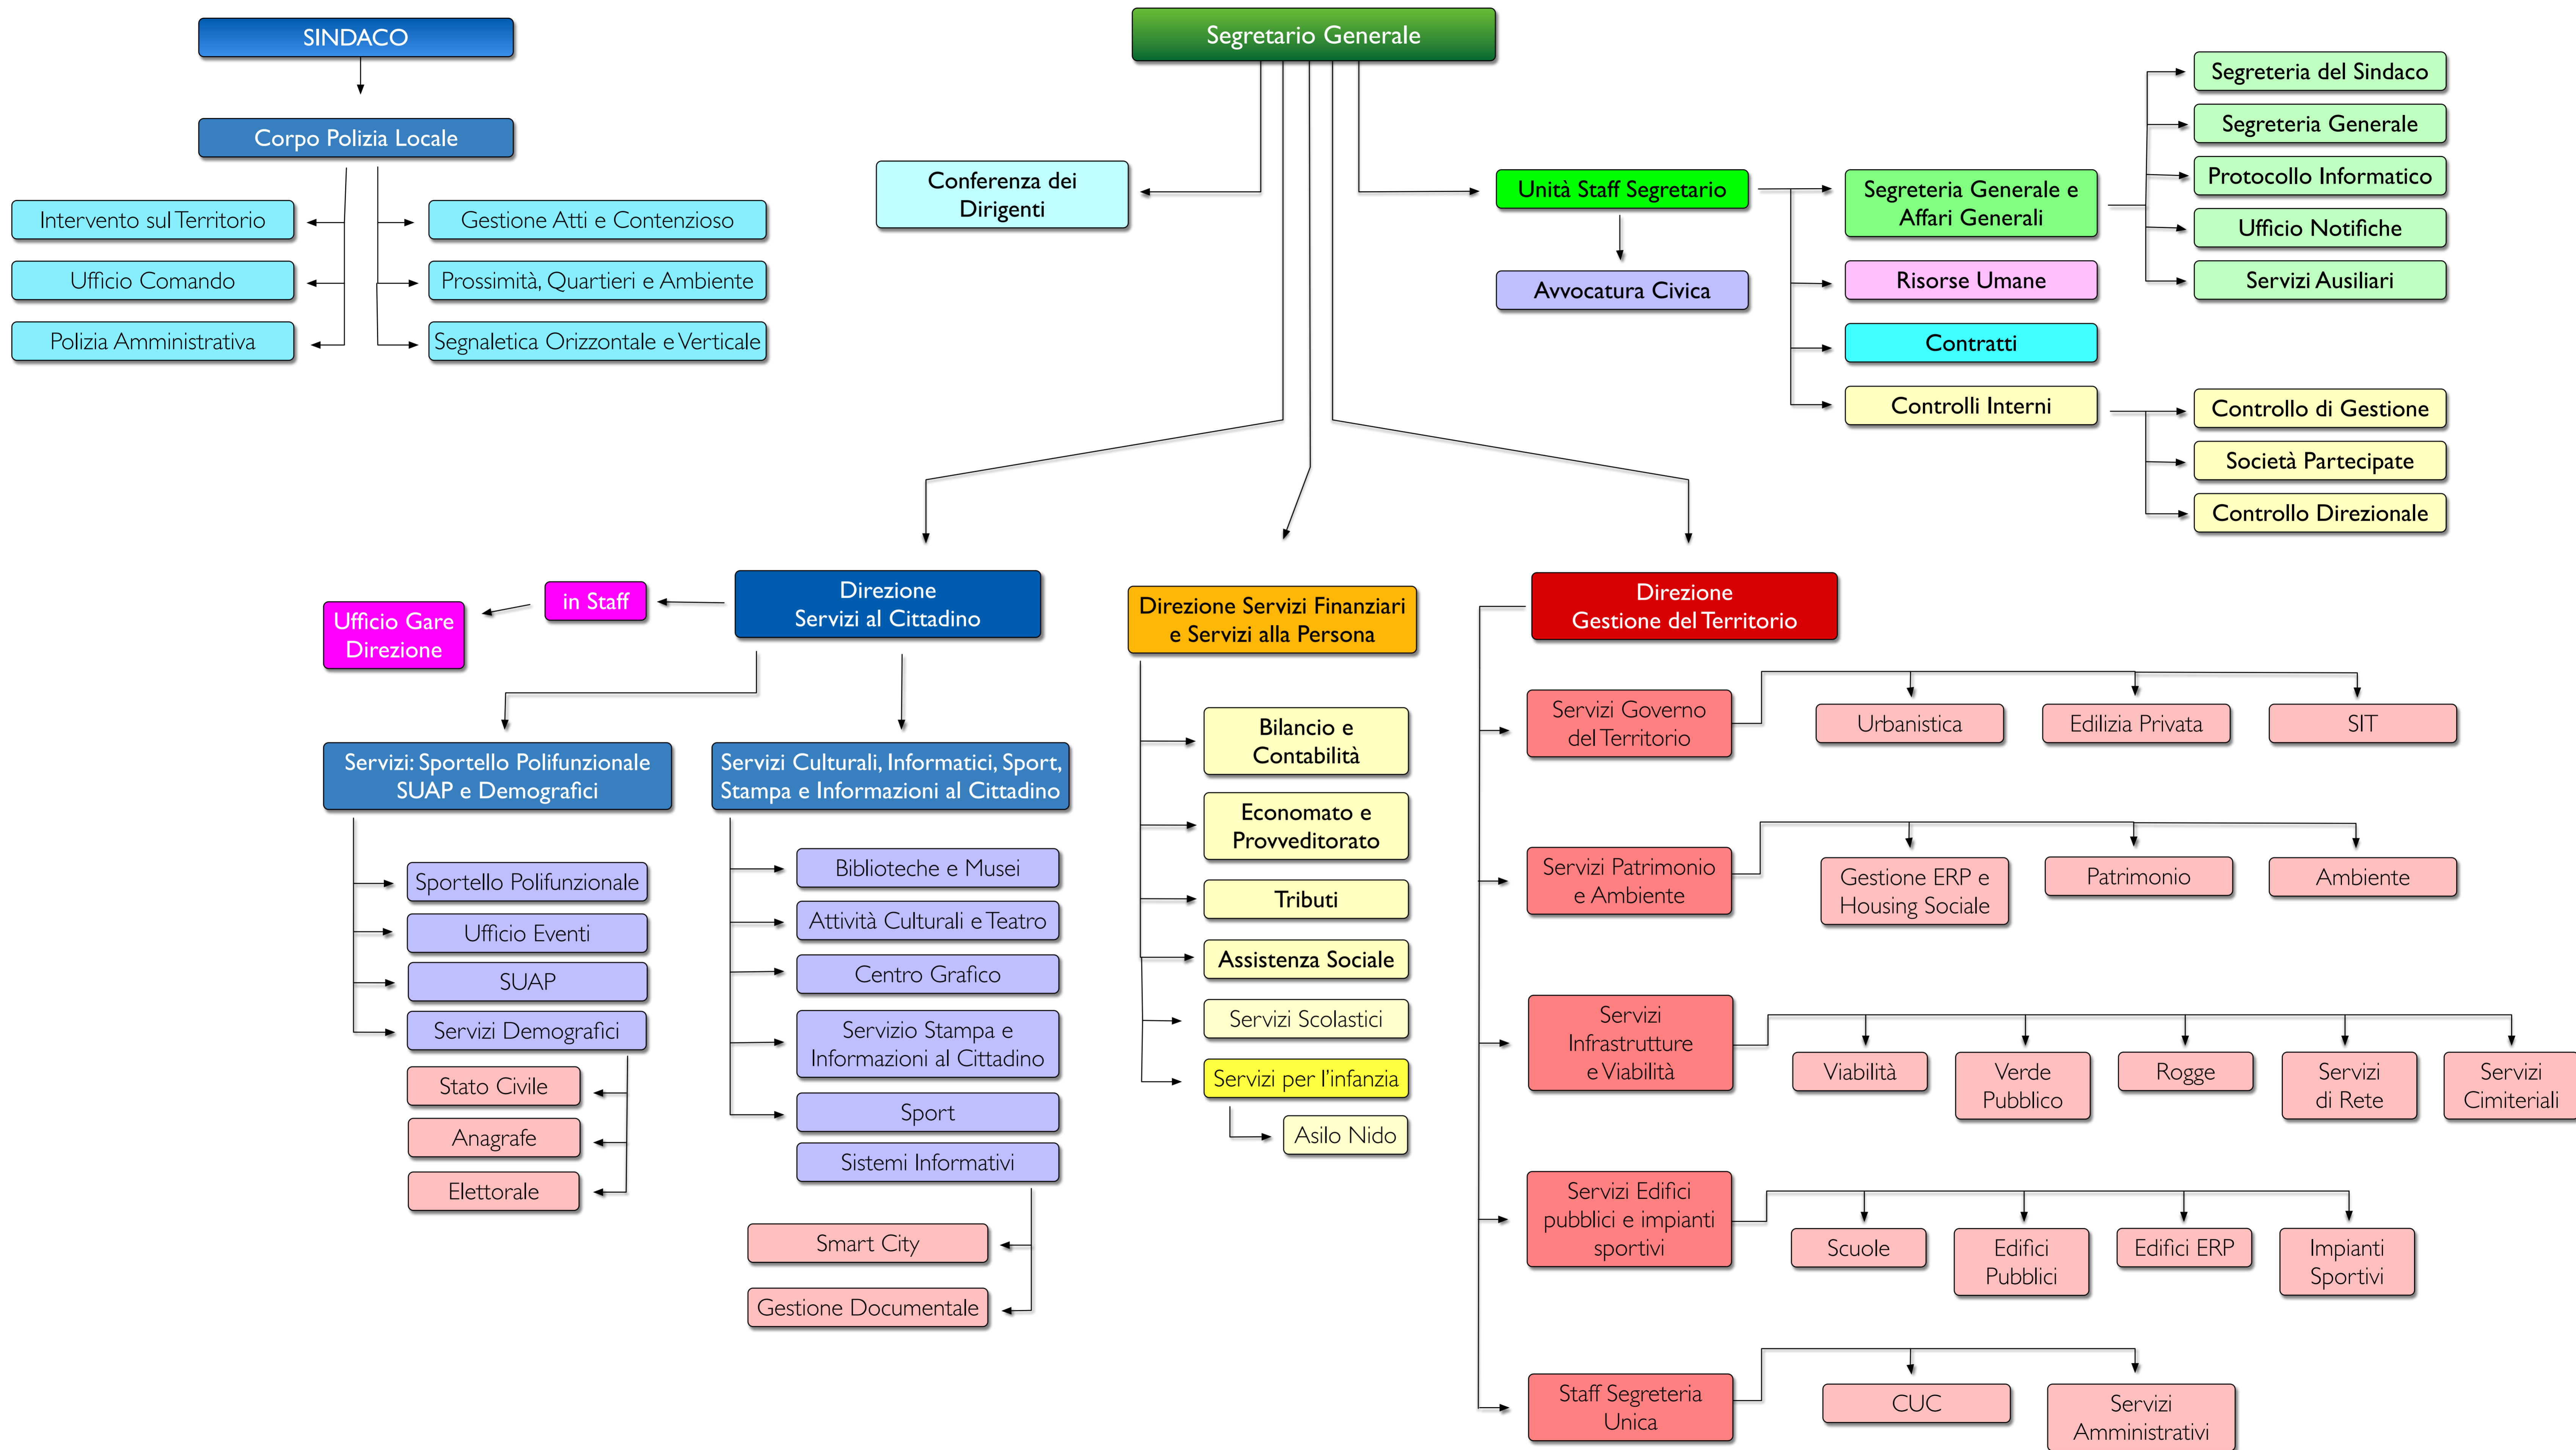 SINDACO
Corpo Polizia Locale
Intervento sul Territorio
Ufficio Comando
Polizia Amministrativa
Gestione Atti e Contenzioso
Prossimità, Quartieri e Ambiente
Segnaletica Orizzontale e Verticale
Segretario Generale
Conferenza dei
Dirigenti
Unità Staff Segretario
Avvocatura Civica
Segreteria Generale e
Affari Generali
Risorse Umane
Contratti
Controlli Interni
Segreteria del Sindaco
Segreteria Generale
Protocollo Informatico
Ufficio Notifiche
Servizi Ausiliari
Controllo di Gestione
Società Partecipate
Controllo Direzionale
Direzione
Servizi al Cittadino
in Staff
Ufficio Gare
Direzione
Servizi: Sportello Polifunzionale
SUAP e Demografici
Sportello Polifunzionale
Ufficio Eventi
SUAP
Servizi Demografici
Stato Civile
Anagrafe
Elettorale
Servizi Culturali, Informatici, Sport,
Stampa e Informazioni al Cittadino
Biblioteche e Musei
Attività Culturali e Teatro
Centro Grafico
Servizio Stampa e
Informazioni al Cittadino
Sport
Sistemi Informativi
Smart City
Gestione Documentale
Direzione Servizi Finanziari
e Servizi alla Persona
Bilancio e
Contabilità
Economato e
Provveditorato
Tributi
Assistenza Sociale
Servizi Scolastici
Servizi per l'infanzia
Asilo Nido
Direzione
Gestione del Territorio
Servizi Governo
del Territorio
Urbanistica
Edilizia Privata
SIT
Servizi Patrimonio
e Ambiente
Gestione ERP e
Housing Sociale
Patrimonio
Ambiente
Servizi
Infrastrutture
e Viabilità
Viabilità
Verde
Pubblico
Rogge
Servizi
di Rete
Servizi
Cimiteriali
Servizi Edifici
pubblici e impianti
sportivi
Scuole
Edifici
Pubblici
Edifici ERP
Impianti
Sportivi
Staff Segreteria
Unica
CUC
Servizi
Amministrativi